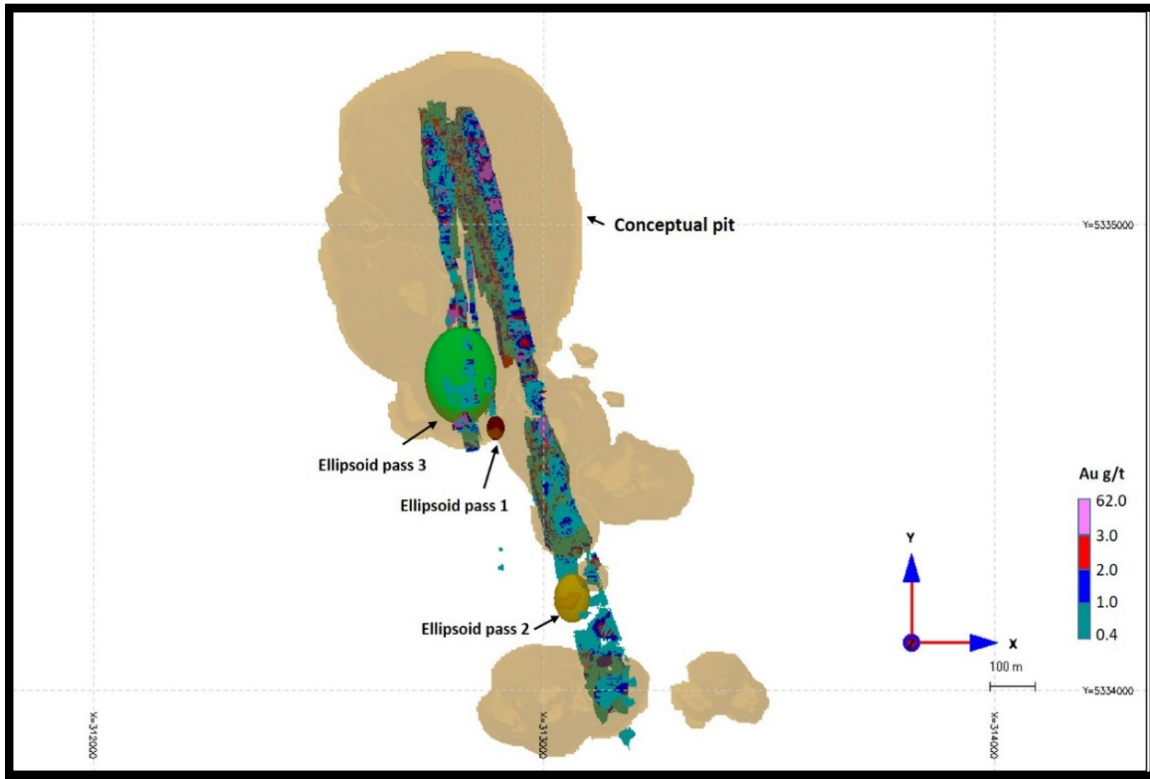 Conceptual pit
Y=5335000
Ellipsoid pass 3
Ellipsoid pass 1
Au g/t
62.0
3.0
2.0
1.0
0.4
Y
X
100 m
Ellipsoid pass 2
Y=5334000
X=312000
X=313000
X=314000